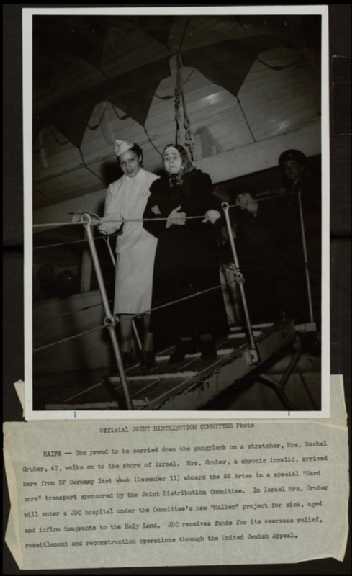 Official JOINT DISTRIBUTION COMMITTEE Photo
HAIFA -- Too proud to be carried down the gangplank on a stretcher, Mrs. Rachel
Gruber, 47, walks on to the shore of Israel. Mrs. Gruber, a chronic invalid, arrived
here from Germany last week (December 11) aboard the SS Artsa in a special "Hard
core" transport sponsored by the Joint Distribution Committee. In Israel Mrs. Gruber
will enter a JDC hospital under the Committee's new "Malben" project for sick, aged
and infirm immigrants to the Holy Land. JDC receives funds for its overseas relief,
resettlement and reconstruction operations through the United Jewish Appeal.